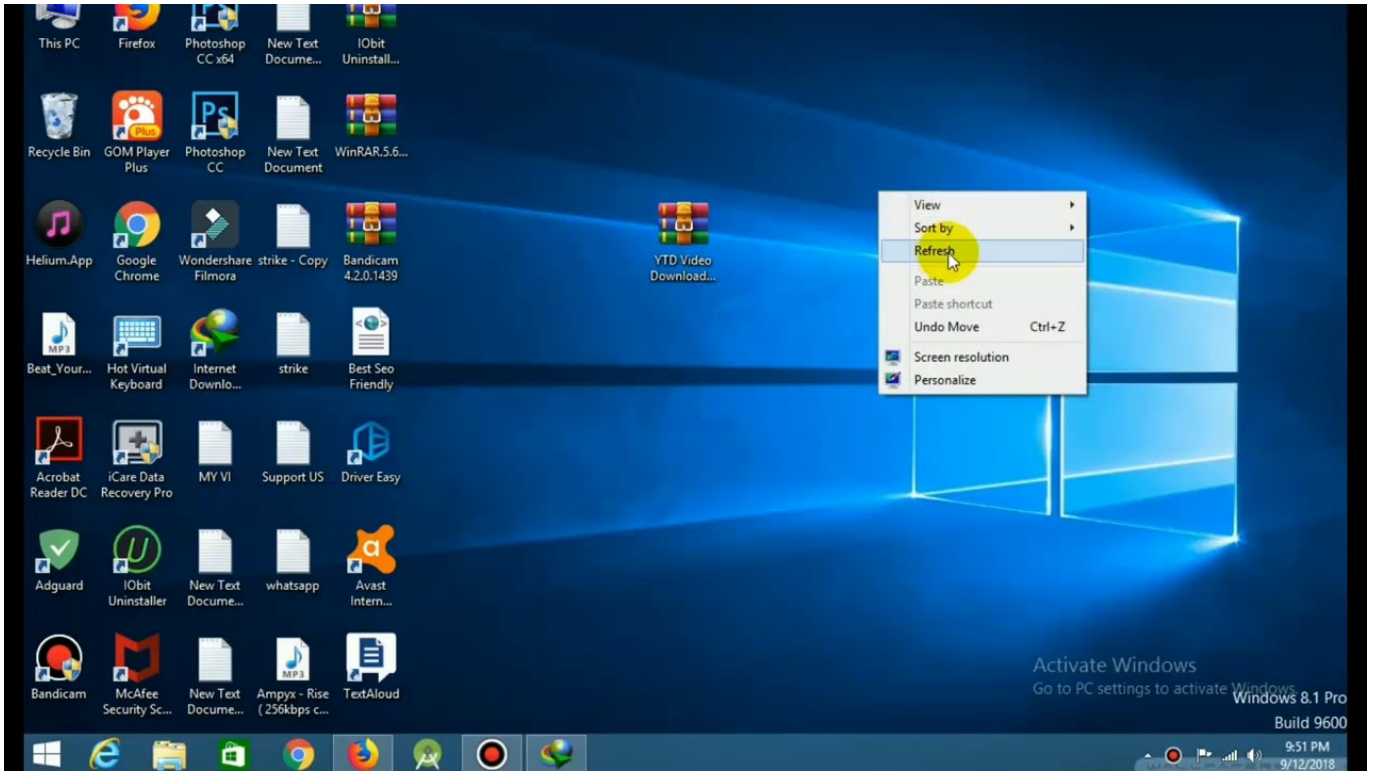 This PC
Firefox
Photoshop
CC x64
New Text
Docume...
IObit
Uninstall...
Recycle Bin
GOM Player
Plus
Photoshop
CC
New Text
Document
WinRAR.5.6...
Helium.App
Google
Chrome
Wondershare
Filmora
strike - Copy
Bandicam
4.2.0.1439
YTD Video
Download...
Beat_Your...
Hot Virtual
Keyboard
Internet
Downlo...
strike
Best Seo
Friendly
Acrobat
Reader DC
iCare Data
Recovery Pro
MY VI
Support US
Driver Easy
Adguard
IObit
Uninstaller
New Text
Docume...
whatsapp
Avast
Intern...
Bandicam
McAfee
Security Sc...
New Text
Docume...
Ampyx - Rise
( 256kbps c...
TextAloud
Plus
Ps
MP3
MP3
View
Sort by
Refresh
Paste
Paste shortcut
Undo Move Ctrl+Z
Screen resolution
Personalize
Activate Windows
Go to PC settings to activate Windows.
Windows 8.1 Pro
Build 9600
9:51 PM
9/12/2018